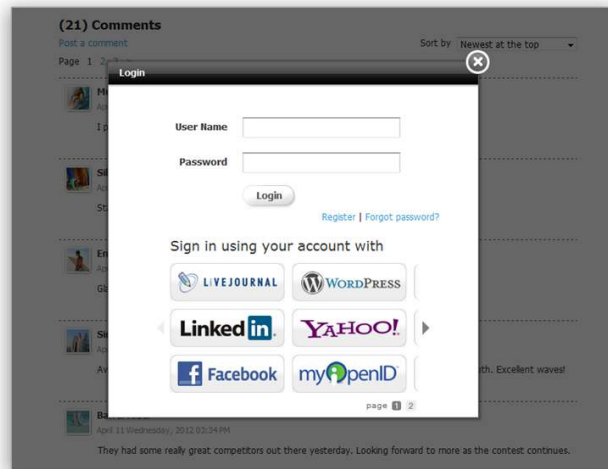 (21) Comments
Post a comment
Sort by Newest at the top
Page 1 2
Login
User Name
Password
Login
Register | Forgot password?
Sign in using your account with
LIVEJOURNAL
WORDPRESS
Linked in
YAHOO!
Facebook
myOpenID
th. Excellent waves!
page 1 2
April 11 Wednesday, 2012 03:34 PM
They had some really great competitors out there yesterday. Looking forward to more as the contest continues.